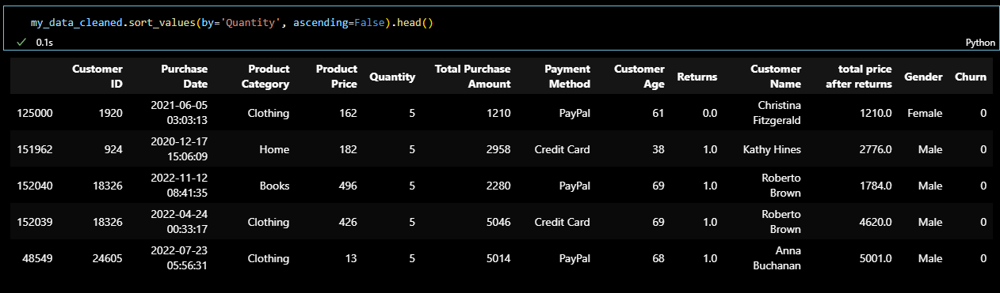 my_data_cleaned.sort_values(by='Quantity', ascending=False).head()
0.1s Python
Customer Purchase Product Product Total Purchase Payment Customer Customer total price
ID Date Category Price Quantity Amount Method Age Returns Name after returns Gender Churn
125000 1920 2021-06-05 03:03:13 Clothing 162 5 1210 PayPal 61 0.0 Christina Fitzgerald 1210.0 Female 0
151962 924 2020-12-17 15:06:09 Home 182 5 2958 Credit Card 38 1.0 Kathy Hines 2776.0 Male 0
152040 18326 2022-11-12 08:41:35 Books 496 5 2280 PayPal 69 1.0 Roberto Brown 1784.0 Male 0
152039 18326 2022-04-24 00:33:17 Clothing 426 5 5046 Credit Card 69 1.0 Roberto Brown 4620.0 Male 0
48549 24605 2022-07-23 05:56:31 Clothing 13 5 5014 PayPal 68 1.0 Anna Buchanan 5001.0 Male 0